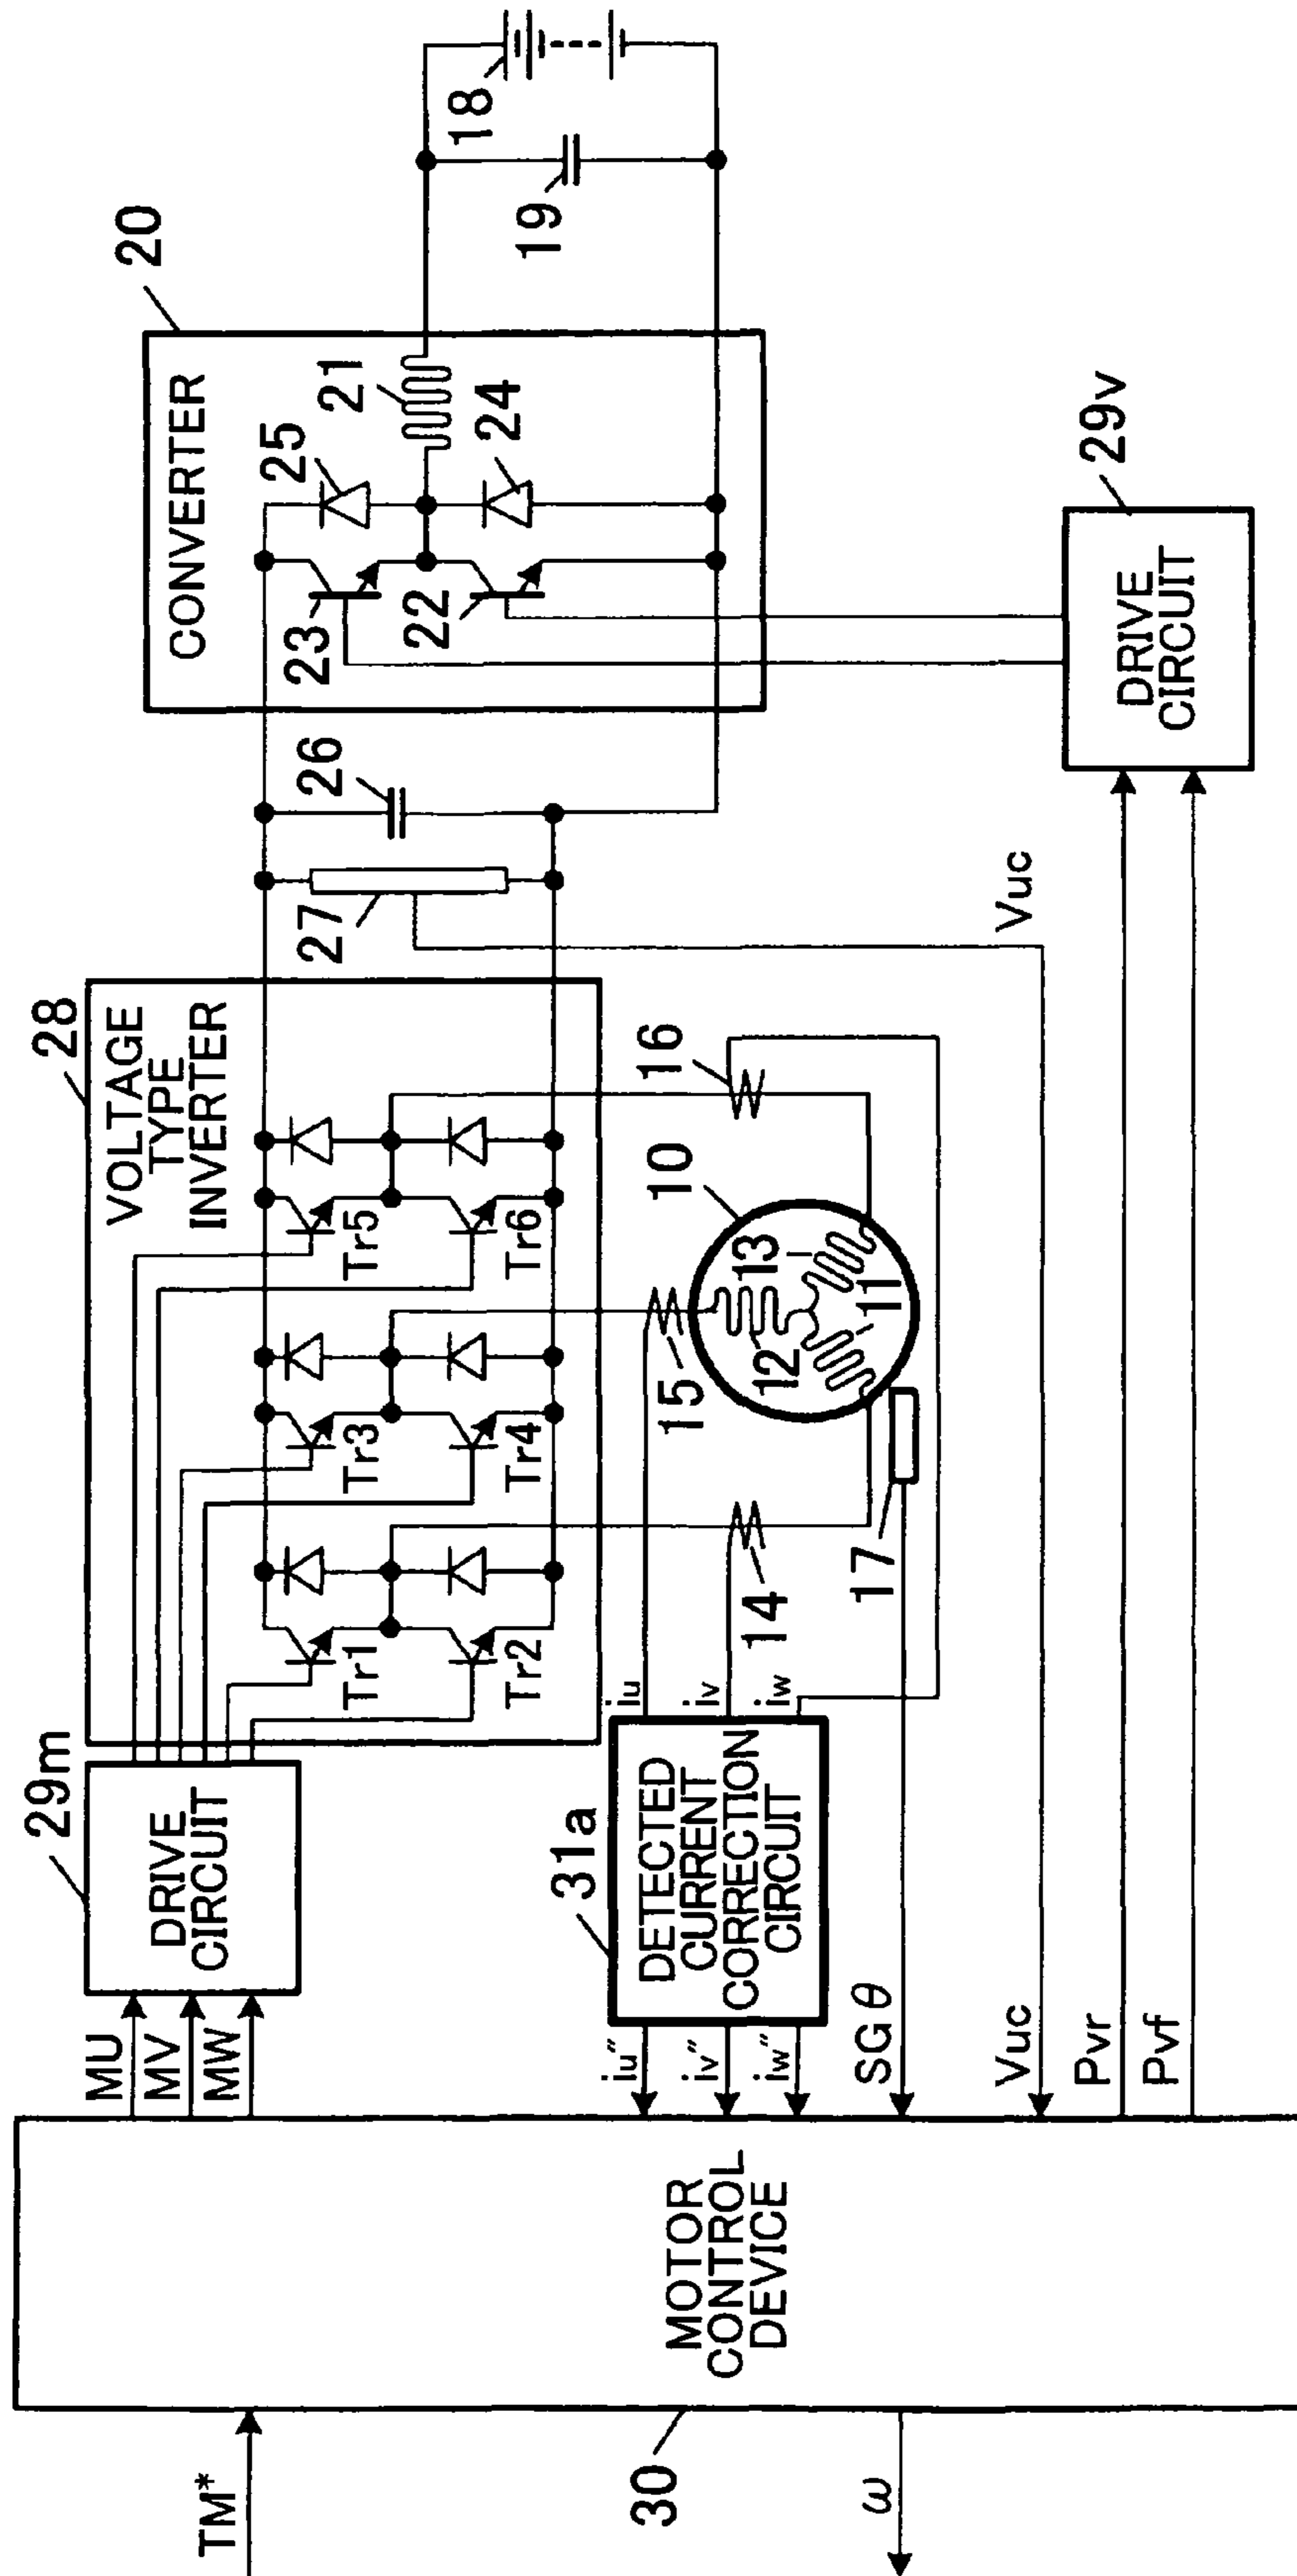 TM*
ω
30
MOTOR
CONTROL
DEVICE
MU
MV
MW
iu″
iv″
iw″
SGθ
Vuc
Pvr
Pvf
29m
DRIVE
CIRCUIT
31a
DETECTED
CURRENT
CORRECTION
CIRCUIT
iu
iv
iw
28
VOLTAGE
TYPE
INVERTER
Tr1
Tr2
Tr3
Tr4
Tr5
Tr6
14
15
16
17
10
11
12
13
27
26
Vuc
20
CONVERTER
23
22
25
24
21
29v
DRIVE
CIRCUIT
19
18